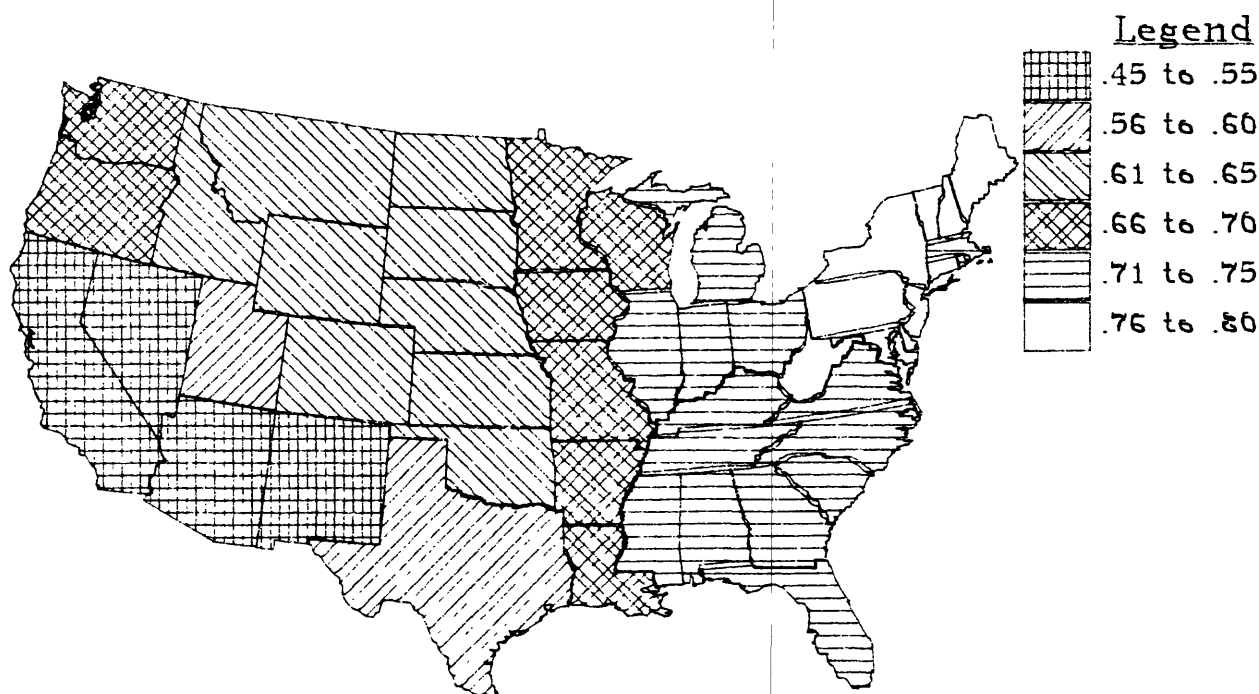 Legend
.45 to .55
.56 to .60
.61 to .65
.66 to .70
.71 to .75
.76 to .80